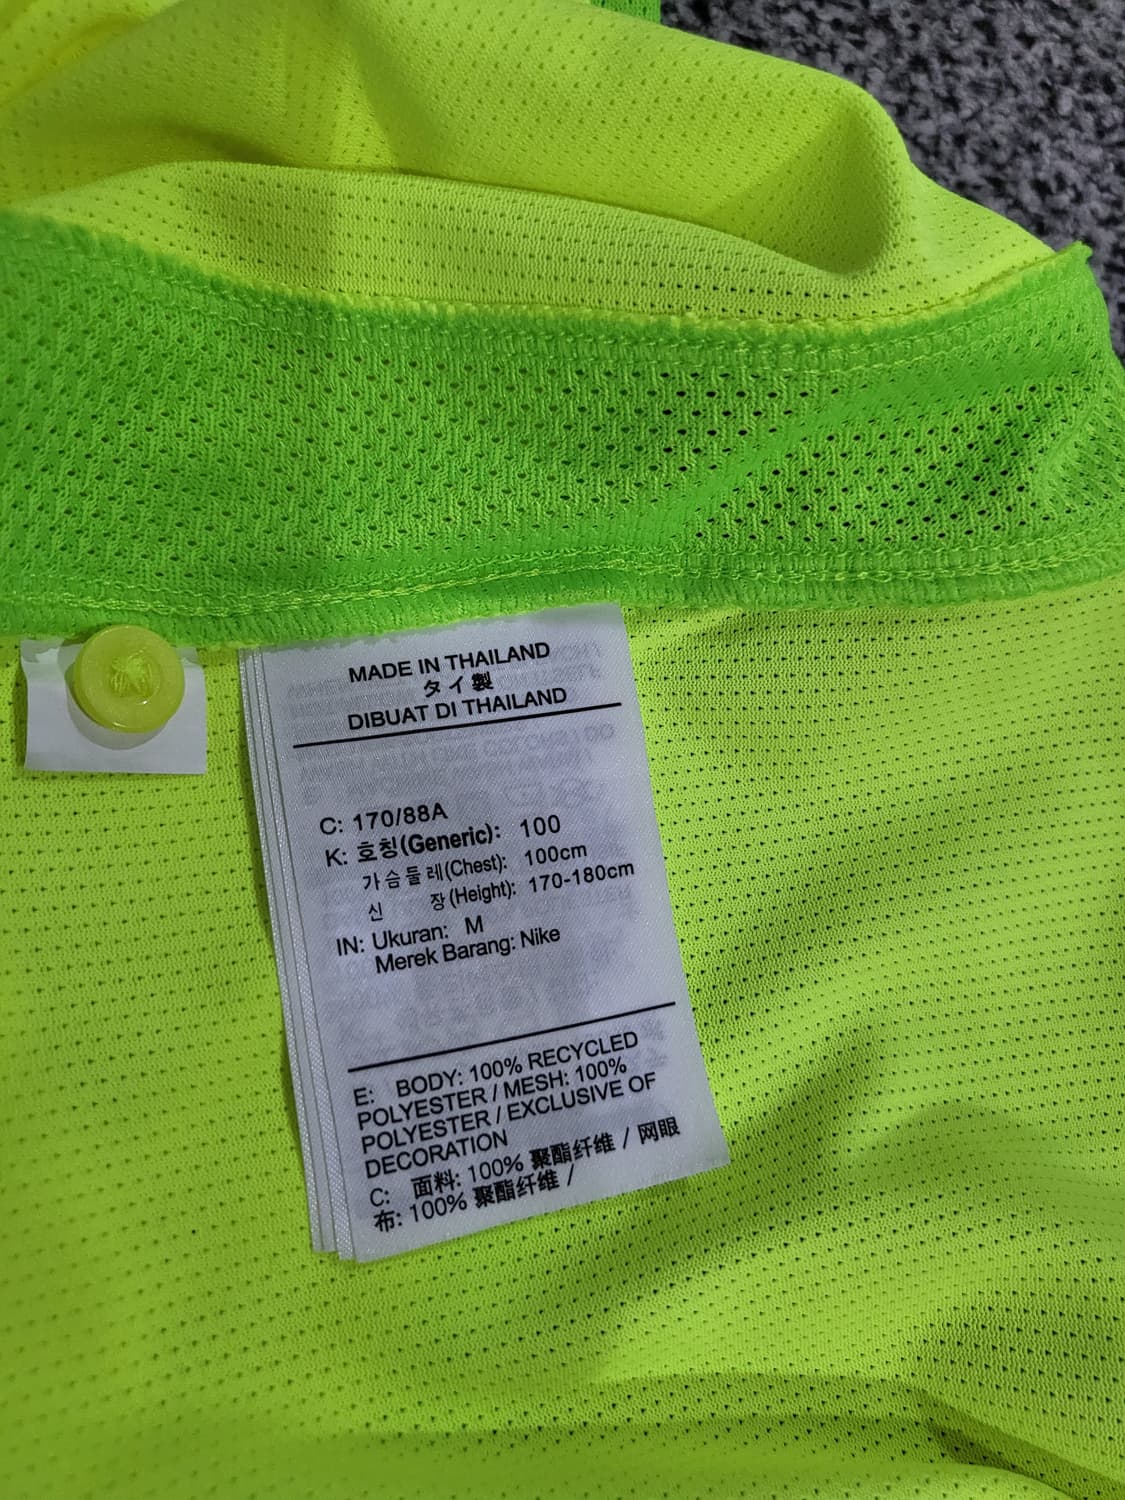 MADE IN THAILAND
タイ製
DIBUAT DI THAILAND
C: 170/88A
K: 호칭(Generic): 100
가슴둘레(Chest): 100cm
신 장(Height): 170-180cm
IN: Ukuran: M
Merek Barang: Nike
E: BODY: 100% RECYCLED
POLYESTER / MESH: 100%
POLYESTER / EXCLUSIVE OF
DECORATION
C: 面料: 100% 聚酯纤维 / 网眼
布: 100% 聚酯纤维 /